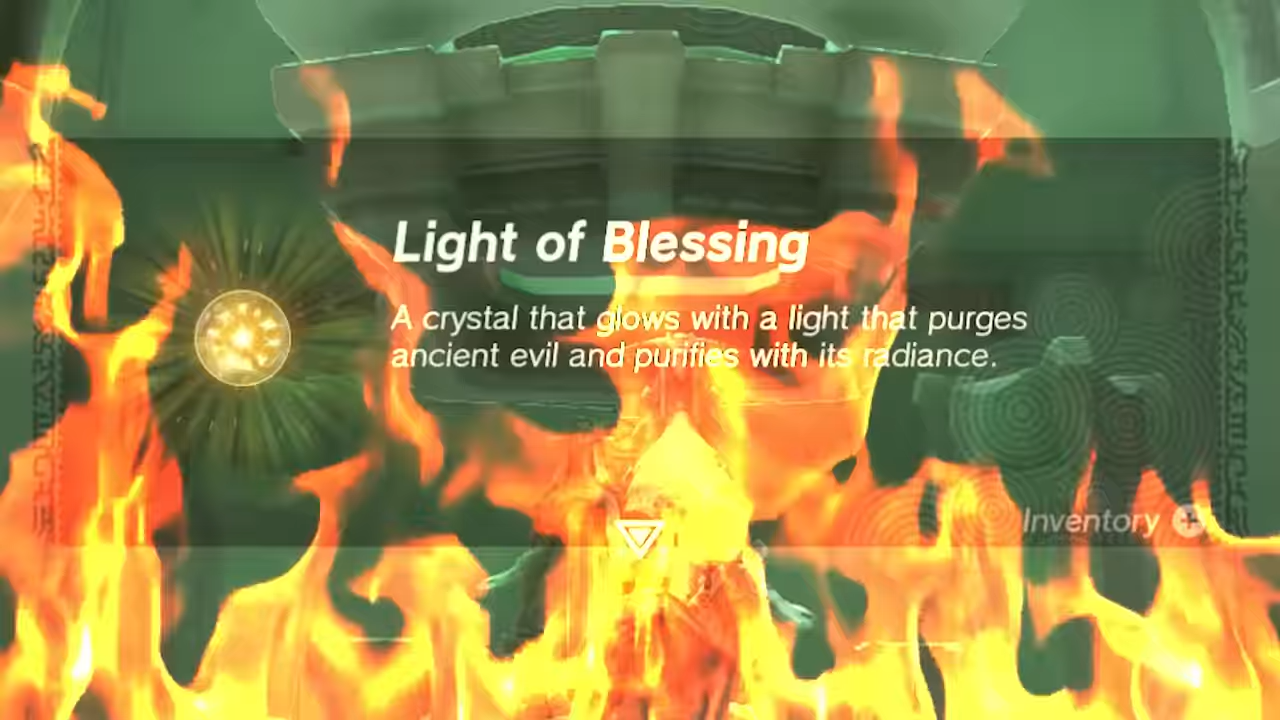 Light of Blessing
A crystal that glows with a light that purges
ancient evil and purifies with its radiance.
Inventory